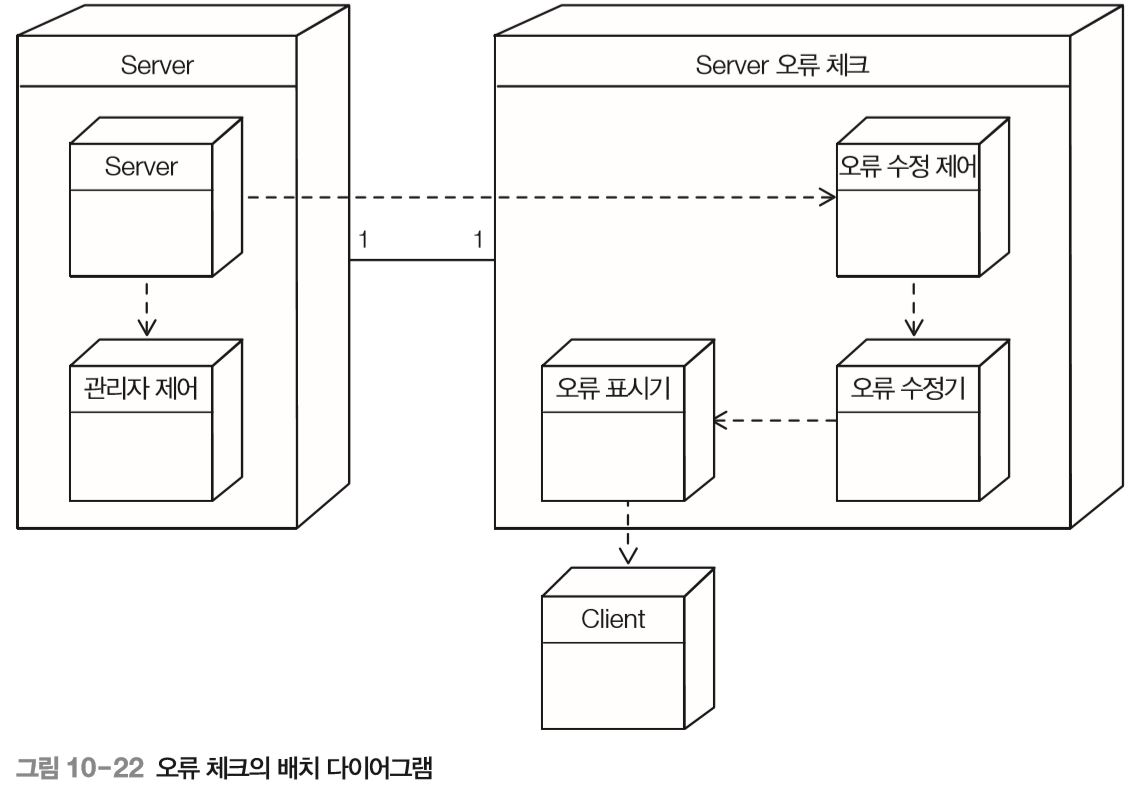 Server
Server 오류 체크
Server
오류 수정 제어
1
1
관리자 제어
오류 표시기
오류 수정기
Client
그림 10-22 오류 체크의 배치 다이어그램